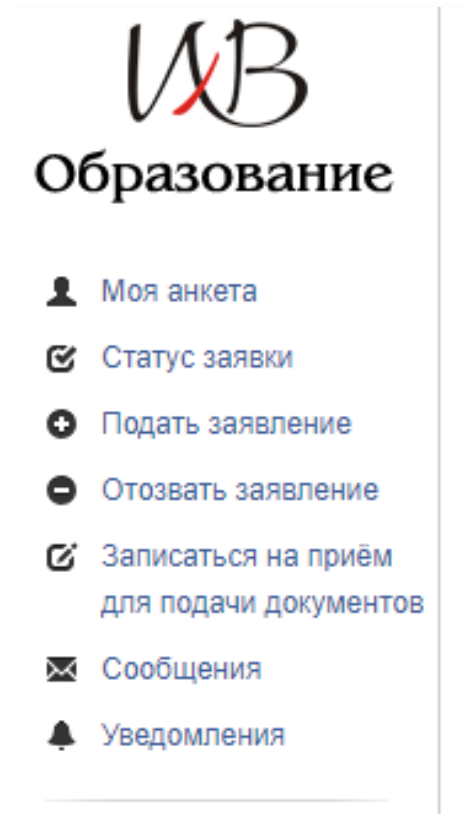 ИВ
Образование
Моя анкета
Статус заявки
Подать заявление
Отозвать заявление
Записаться на приём
для подачи документов
Сообщения
Уведомления